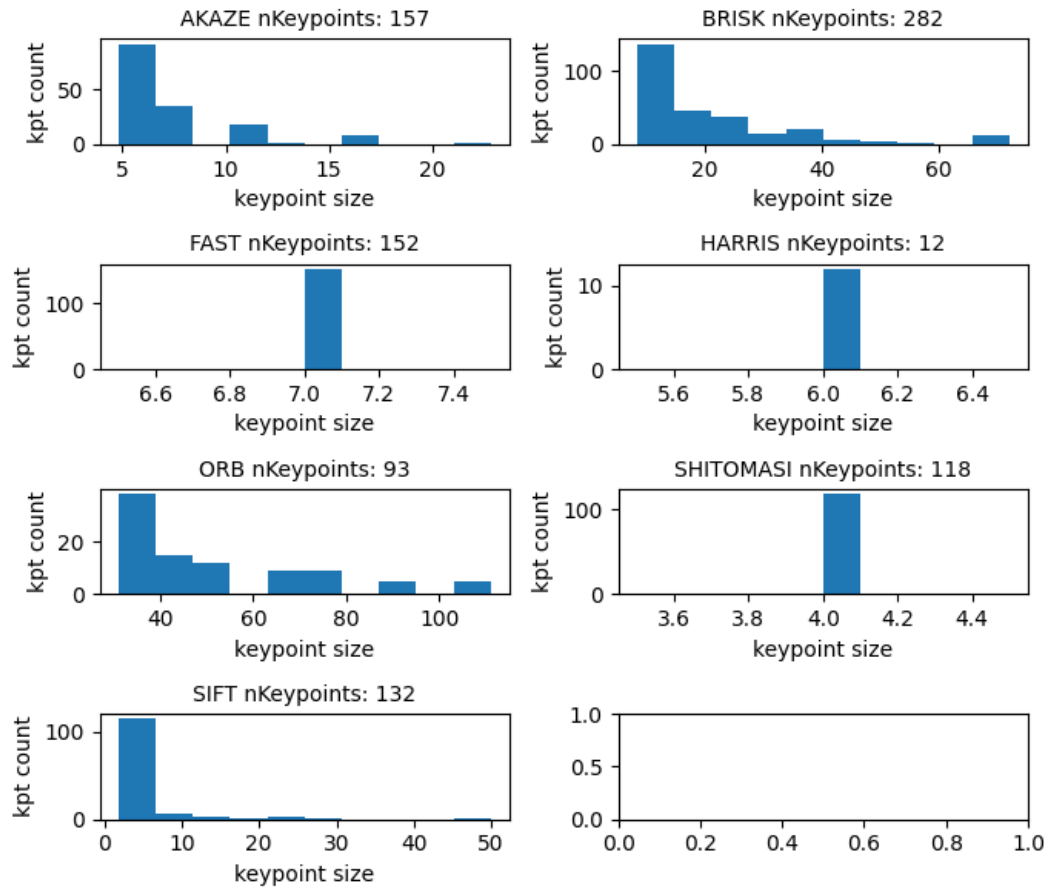 AKAZE nKeypoints: 157
kpt count
50
0
5 10 15 20
keypoint size
BRISK nKeypoints: 282
kpt count
100
0
20 40 60
keypoint size
FAST nKeypoints: 152
kpt count
100
0
6.6 6.8 7.0 7.2 7.4
keypoint size
HARRIS nKeypoints: 12
kpt count
10
0
5.6 5.8 6.0 6.2 6.4
keypoint size
ORB nKeypoints: 93
kpt count
20
0
40 60 80 100
keypoint size
SHITOMASI nKeypoints: 118
kpt count
100
0
3.6 3.8 4.0 4.2 4.4
keypoint size
SIFT nKeypoints: 132
kpt count
100
0
0 10 20 30 40 50
keypoint size
1.0
0.5
0.0
0.0 0.2 0.4 0.6 0.8 1.0